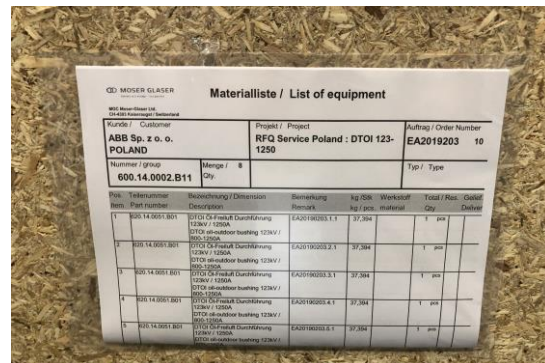 MOSER GLASER
Materialliste / List of equipment
MGC Moser-Glaser Ltd.
CH-4303 Kaiseraugst / Switzerland
Kunde / Customer
Projekt / Project
Auftrag / Order Number
ABB Sp. z o. o.
POLAND
RFQ Service Poland : DTOI 123-
1250
EA2019203 10
Nummer / group
Menge / 8
Qty.
Typ / Type
600.14.0002.B11
Pos. Teilenummer Bezeichnung / Dimension Bemerkung kg /Stk Werkstoff Total / Res. Gelief.
Item Part number Description Remark kg / pce. material Qty Deliver
1 620.14.0051.B01 DTOI Öl-Freiluft Durchführung EA20190203.1.1 37,394 1 pce
123kV / 1250A
DTOI oil-outdoor bushing 123kV /
800-1250A
2 620.14.0051.B01 DTOI Öl-Freiluft Durchführung EA20190203.2.1 37,394 1 pce
123kV / 1250A
DTOI oil-outdoor bushing 123kV /
800-1250A
3 620.14.0051.B01 DTOI Öl-Freiluft Durchführung EA20190203.3.1 37,394 1 pce
123kV / 1250A
DTOI oil-outdoor bushing 123kV /
800-1250A
4 620.14.0051.B01 DTOI Öl-Freiluft Durchführung EA20190203.4.1 37,394 1 pce
123kV / 1250A
DTOI oil-outdoor bushing 123kV /
800-1250A
5 620.14.0051.B01 DTOI Öl-Freiluft Durchführung EA20190203.5.1 37,394 1 pce
123kV / 1250A
DTOI oil-outdoor bushing 123kV /
800-1250A